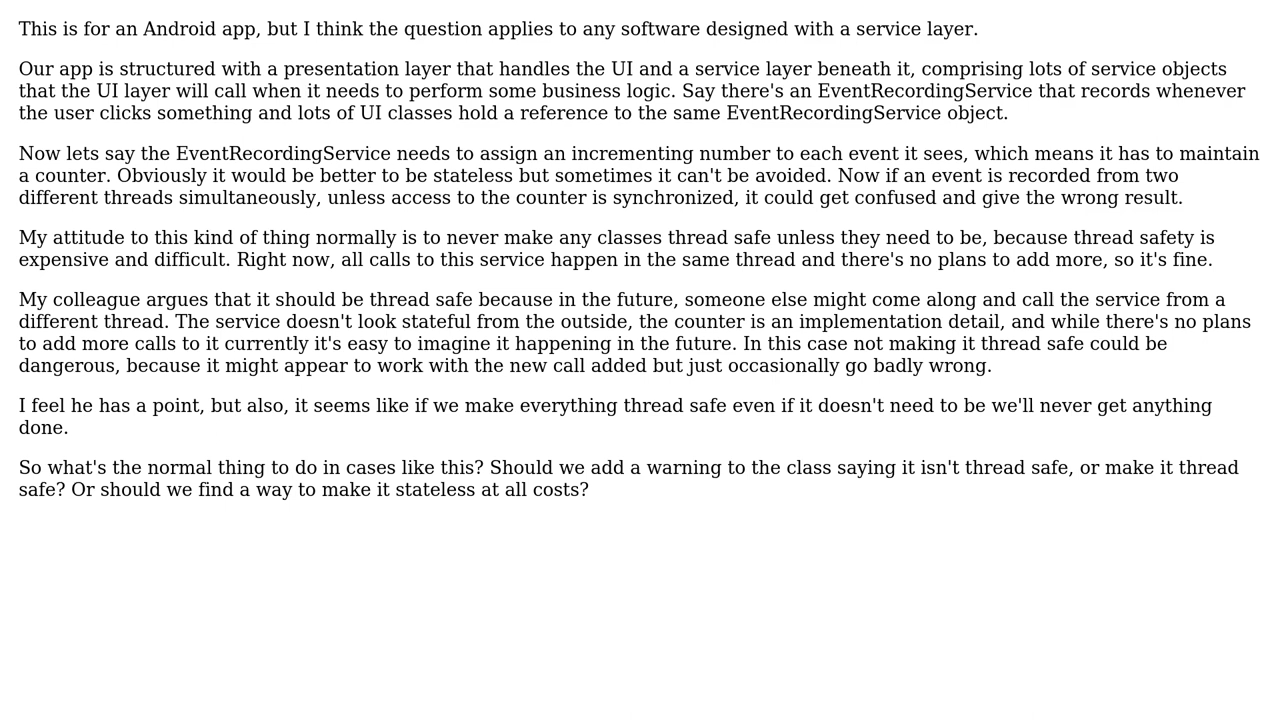 This is for an Android app, but I think the question applies to any software designed with a service layer.
Our app is structured with a presentation layer that handles the UI and a service layer beneath it, comprising lots of service objects
that the UI layer will call when it needs to perform some business logic. Say there's an EventRecordingService that records whenever
the user clicks something and lots of UI classes hold a reference to the same EventRecordingService object.
Now lets say the EventRecordingService needs to assign an incrementing number to each event it sees, which means it has to maintain
a counter. Obviously it would be better to be stateless but sometimes it can't be avoided. Now if an event is recorded from two
different threads simultaneously, unless access to the counter is synchronized, it could get confused and give the wrong result.
My attitude to this kind of thing normally is to never make any classes thread safe unless they need to be, because thread safety is
expensive and difficult. Right now, all calls to this service happen in the same thread and there's no plans to add more, so it's fine.
My colleague argues that it should be thread safe because in the future, someone else might come along and call the service from a
different thread. The service doesn't look stateful from the outside, the counter is an implementation detail, and while there's no plans
to add more calls to it currently it's easy to imagine it happening in the future. In this case not making it thread safe could be
dangerous, because it might appear to work with the new call added but just occasionally go badly wrong.
I feel he has a point, but also, it seems like if we make everything thread safe even if it doesn't need to be we'll never get anything
done.
So what's the normal thing to do in cases like this? Should we add a warning to the class saying it isn't thread safe, or make it thread
safe? Or should we find a way to make it stateless at all costs?